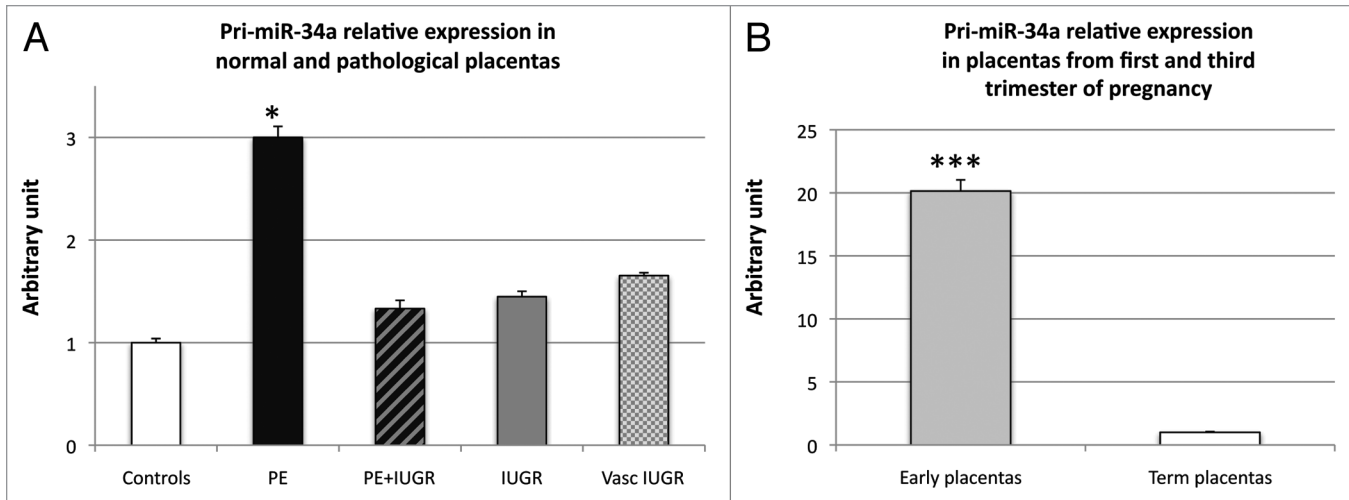 A
Pri-miR-34a relative expression in
normal and pathological placentas
Arbitrary unit
3
2
1
0
*
Controls
PE
PE+IUGR
IUGR
Vasc IUGR
B
Pri-miR-34a relative expression
in placentas from first and third
trimester of pregnancy
Arbitrary unit
25
20
15
10
5
0
***
Early placentas
Term placentas